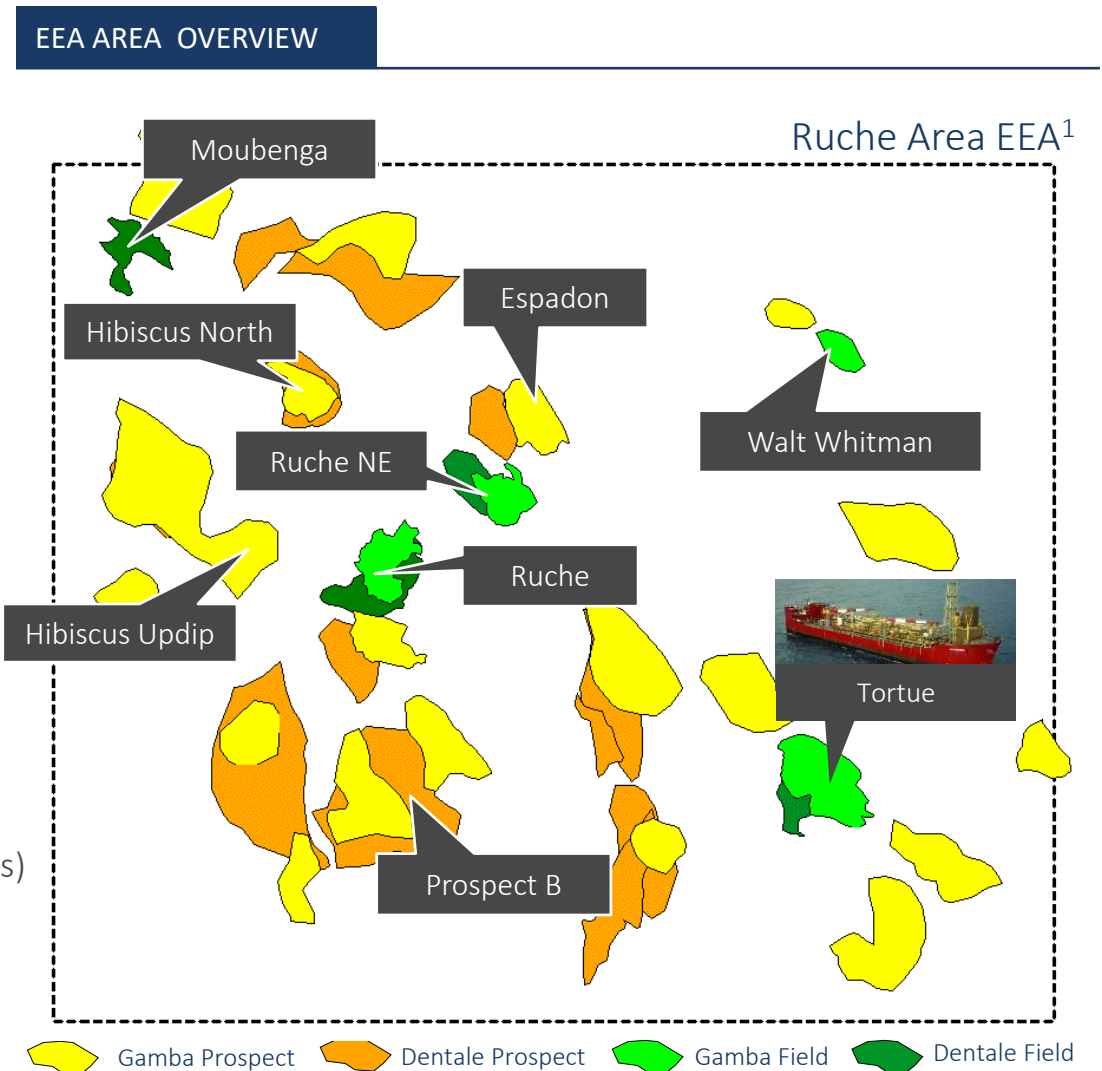 EEA AREA OVERVIEW
Ruche Area EEA¹
Moubenga
Espadon
Hibiscus North
Walt Whitman
Ruche NE
Ruche
Hibiscus Updip
Tortue
s)
Prospect B
Gamba Prospect
Dentale Prospect
Gamba Field
Dentale Field